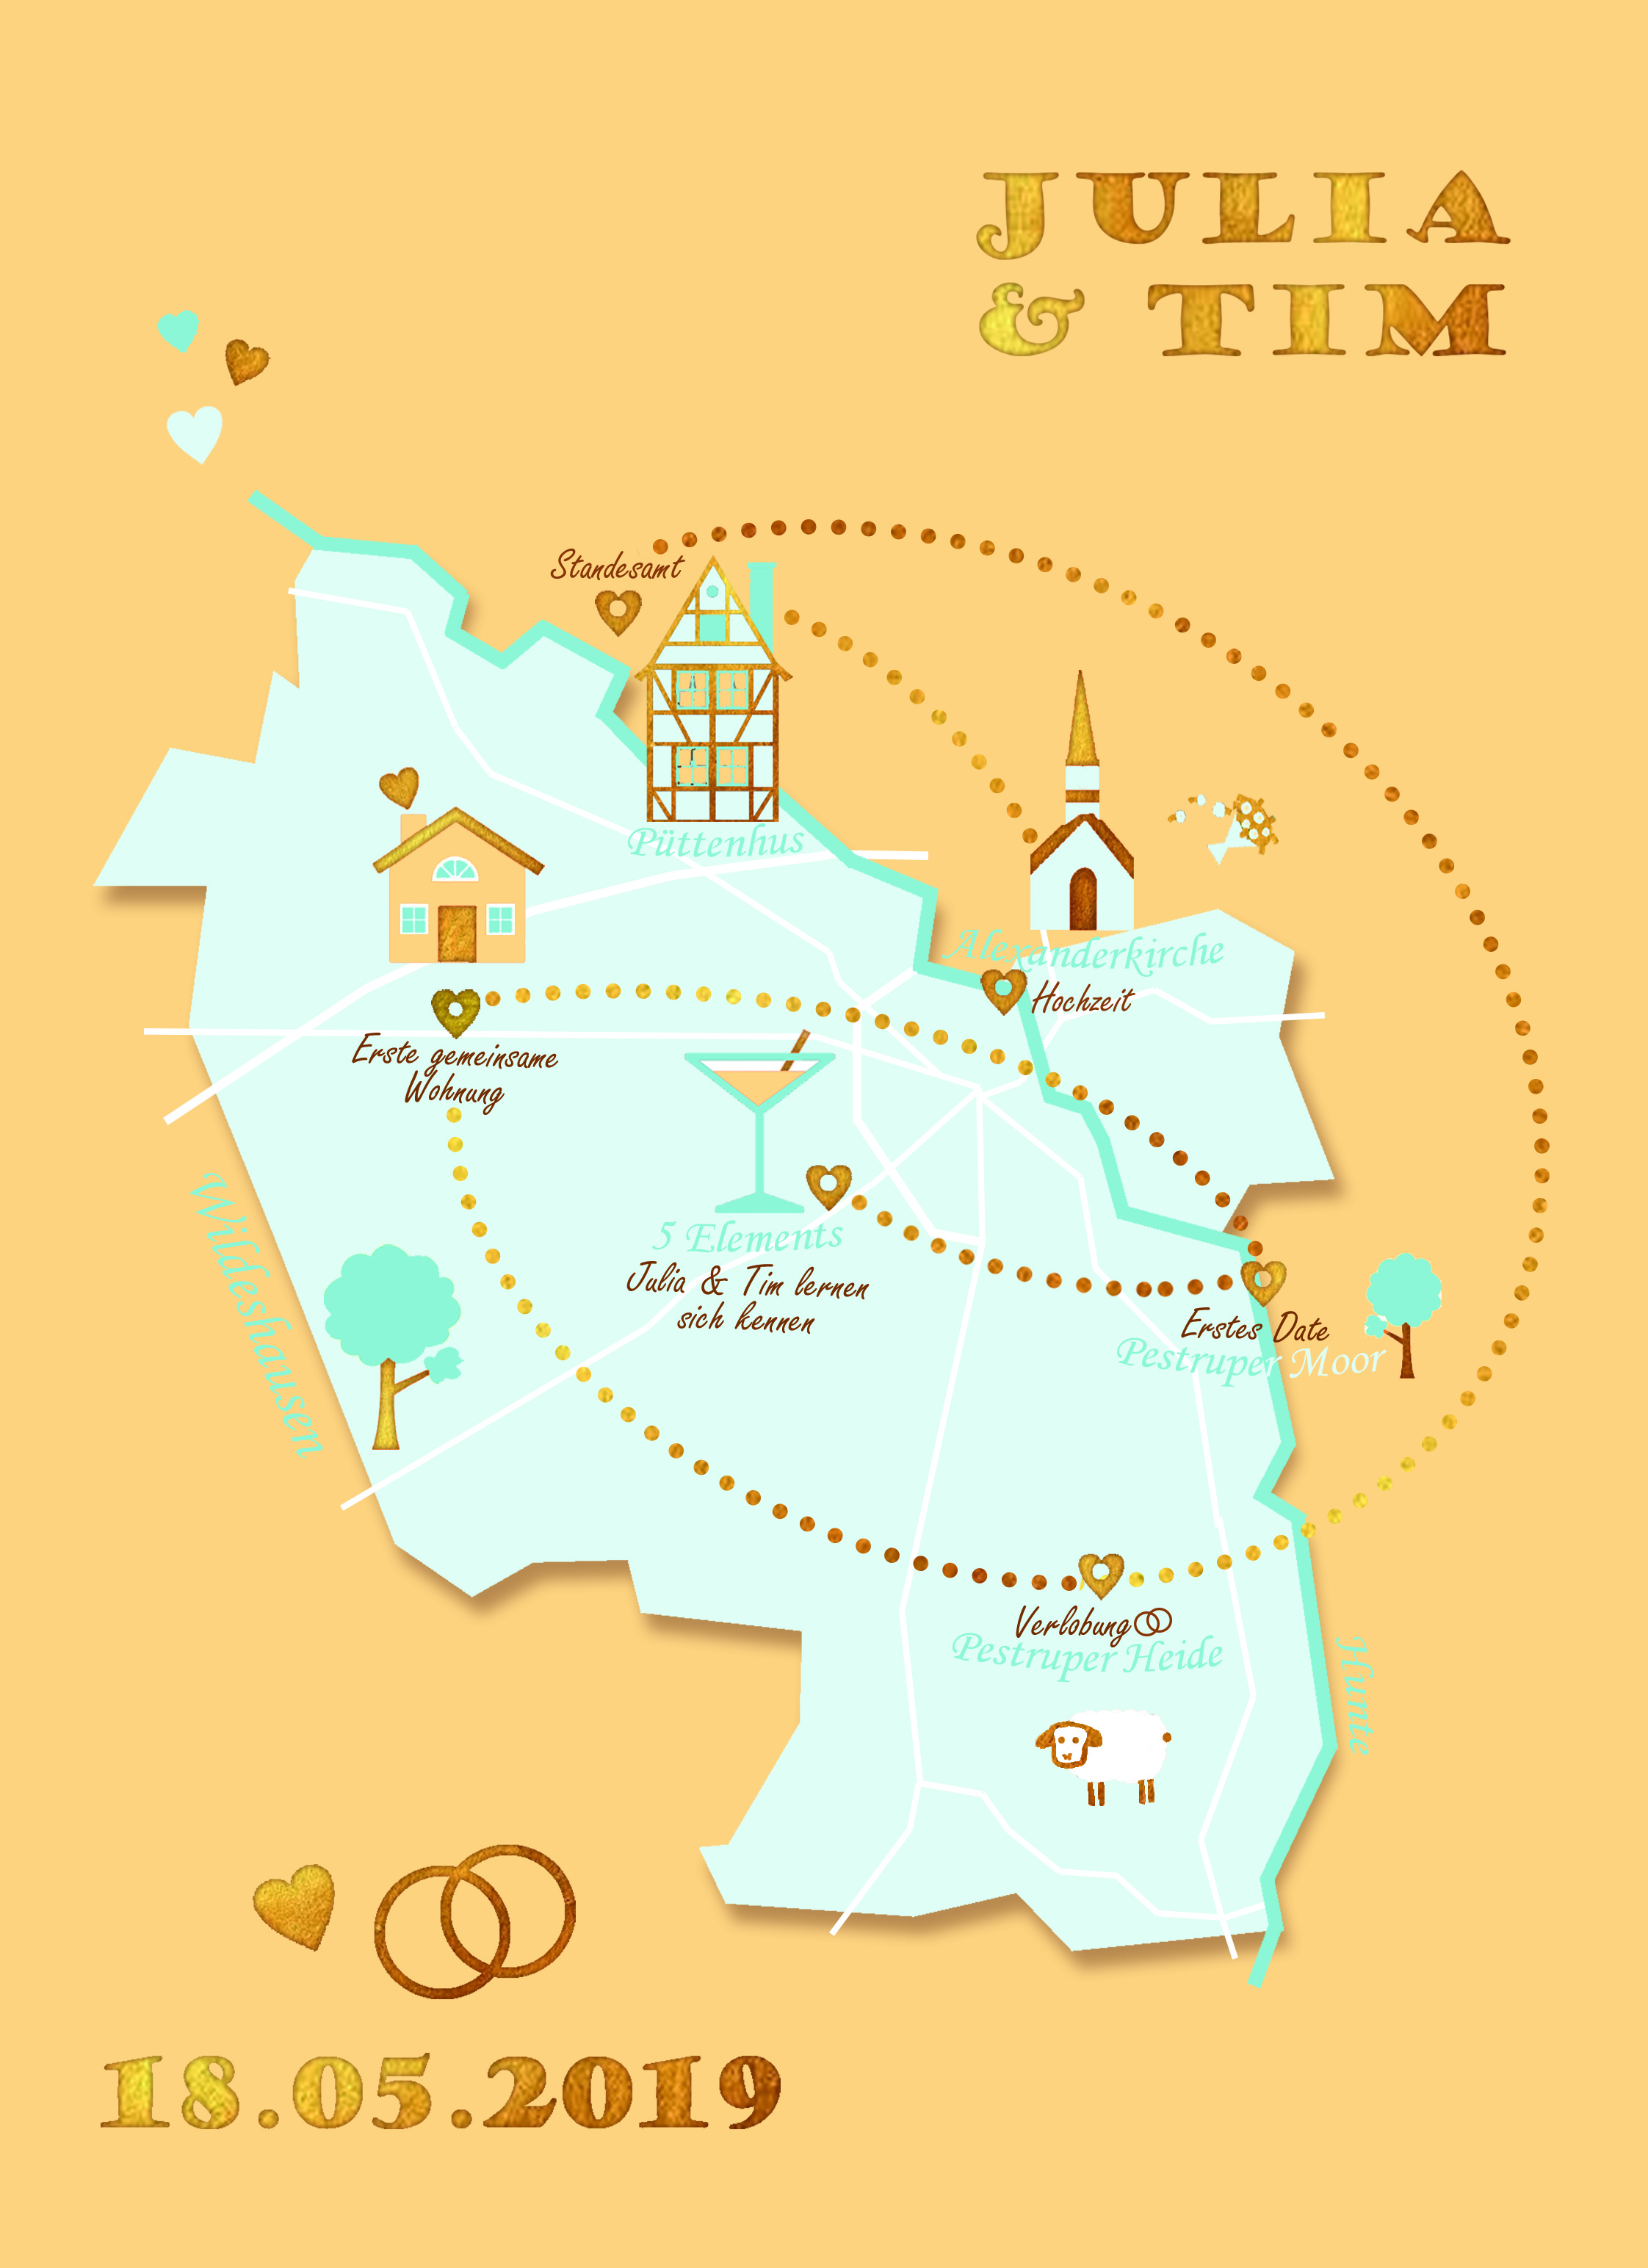 JULIA
& TIM
Standesamt
Püttenhus
Alexanderkirche
Hochzeit
Erste gemeinsame
Wohnung
5 Elements
Julia & Tim lernen
sich kennen
Wildeshausen
Erstes Date
Pestruper Moor
Verlobung
Pestruper Heide
Hunte
18.05.2019